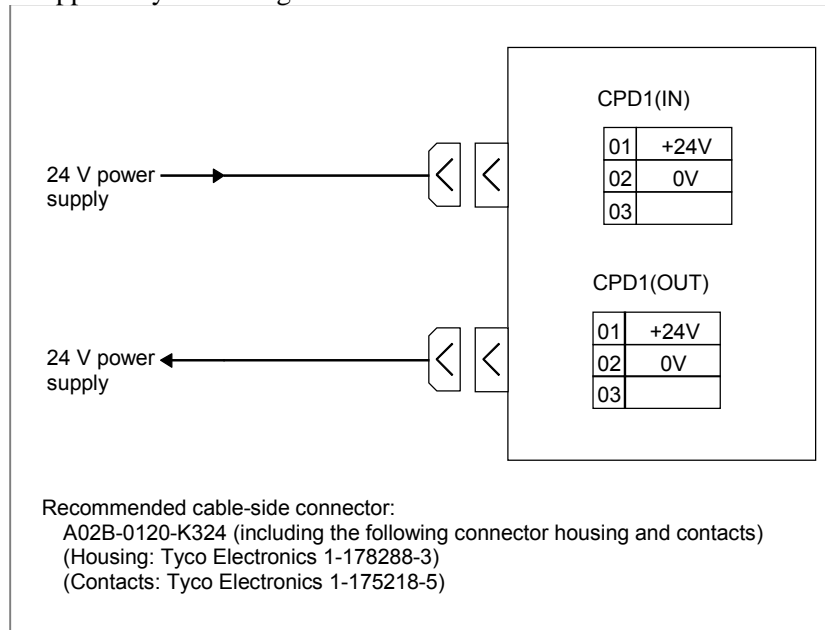 CPD1(IN)
01 +24V
02 0V
03
24 V power
supply
CPD1(OUT)
01 +24V
02 0V
03
24 V power
supply
Recommended cable-side connector:
A02B-0120-K324 (including the following connector housing and contacts)
(Housing: Tyco Electronics 1-178288-3)
(Contacts: Tyco Electronics 1-175218-5)